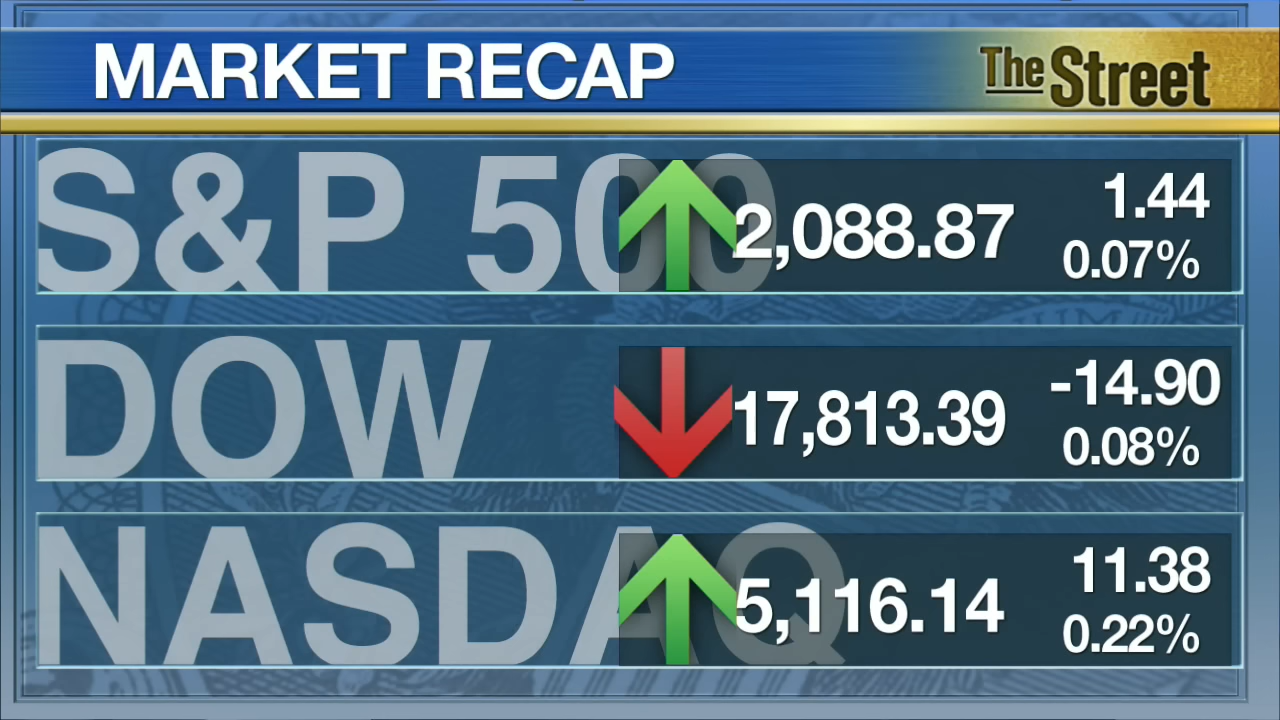 MARKET RECAP
The Street
S&P 500
2,088.87
1.44
0.07%
DOW
17,813.39
-14.90
0.08%
NASDAQ
5,116.14
11.38
0.22%